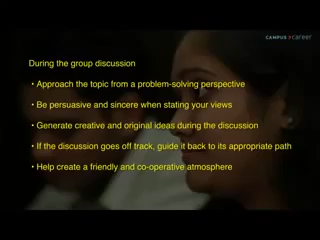 CAMPUS > career
During the group discussion
• Approach the topic from a problem-solving perspective
• Be persuasive and sincere when stating your views
• Generate creative and original ideas during the discussion
• If the discussion goes off track, guide it back to its appropriate path
• Help create a friendly and co-operative atmosphere